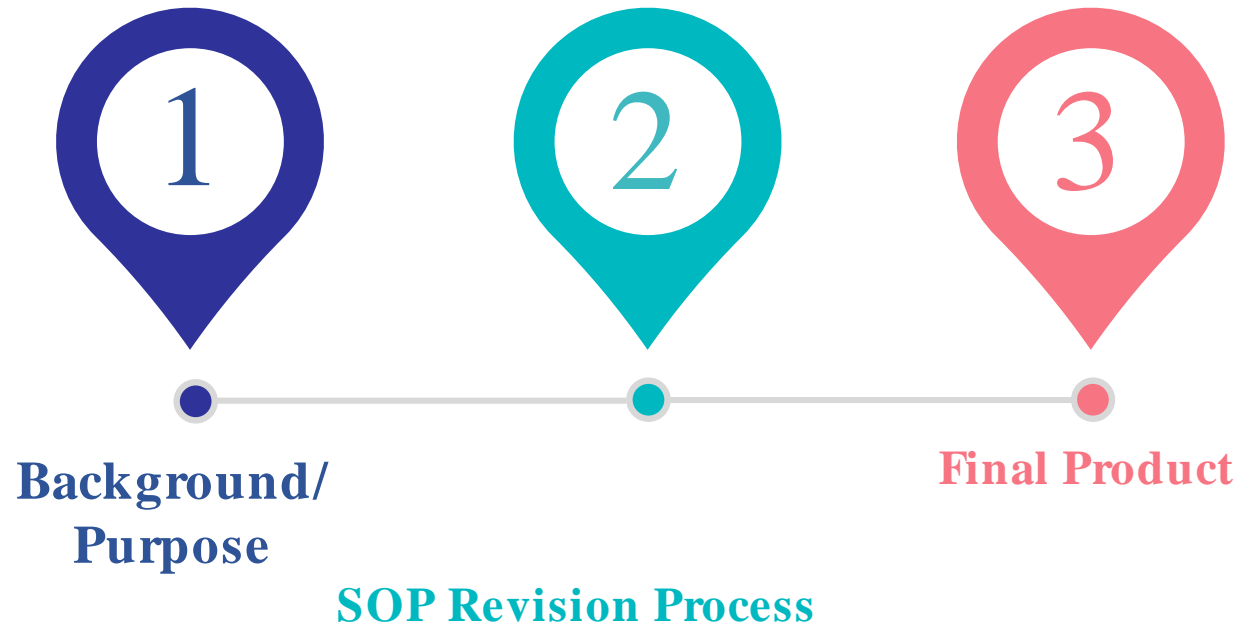 1
2
3
Background/
Purpose
SOP Revision Process
Final Product